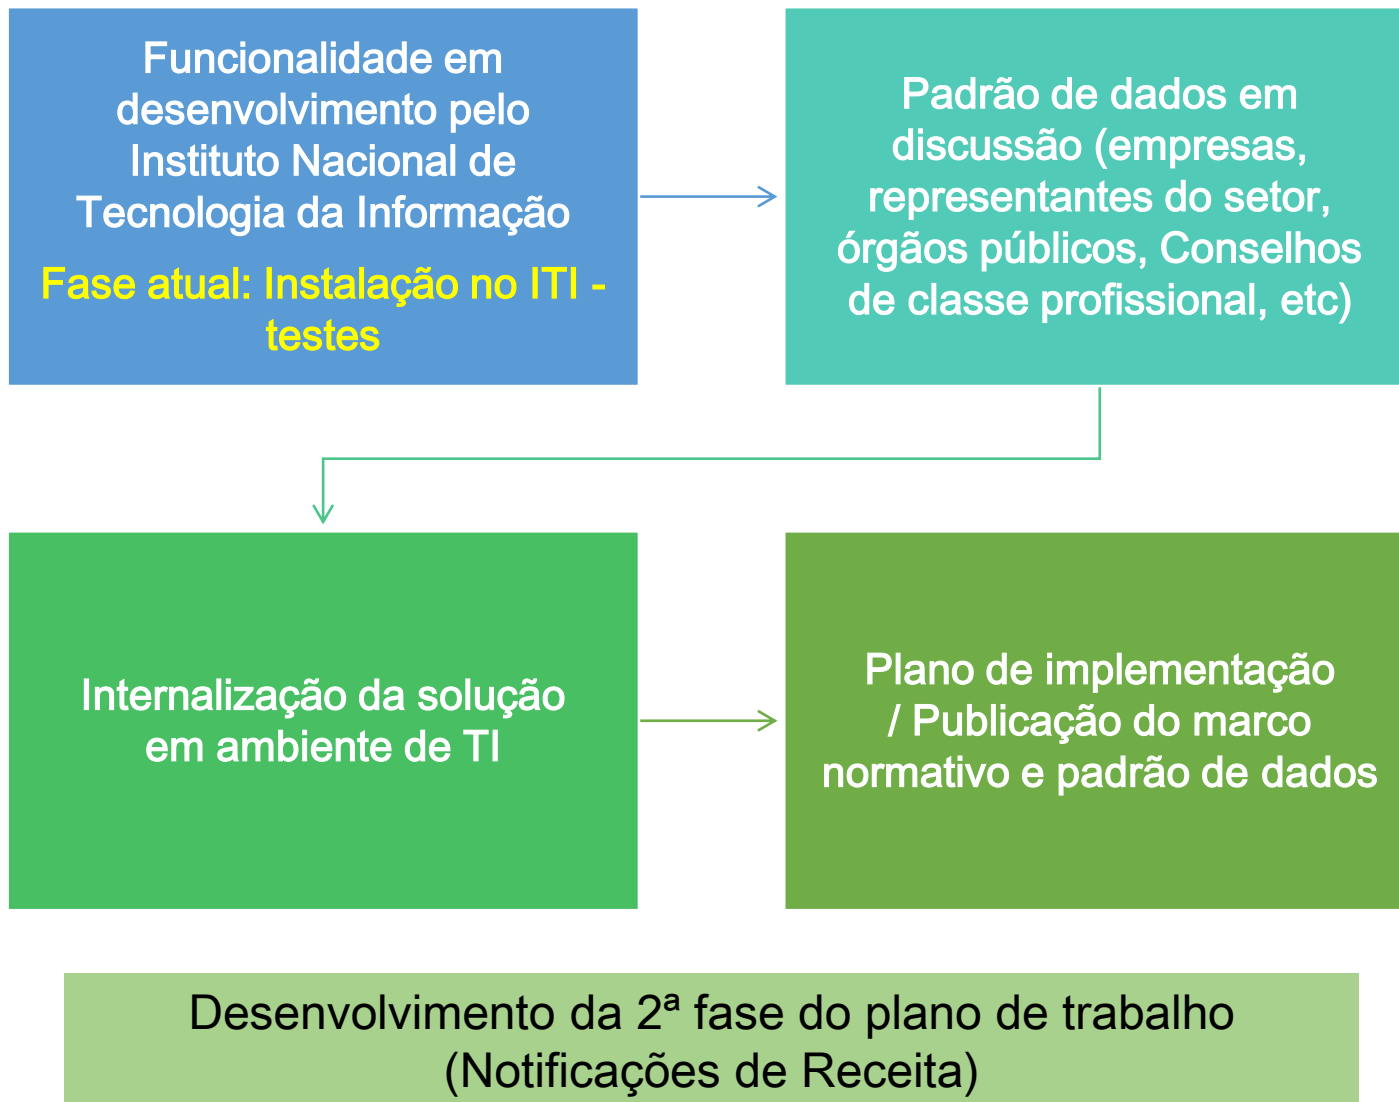 Funcionalidade em
desenvolvimento pelo
Instituto Nacional de
Tecnologia da Informação
Fase atual: Instalação no ITI -
testes
Padrão de dados em
discussão (empresas,
representantes do setor,
órgãos públicos, Conselhos
de classe profissional, etc)
Internalização da solução
em ambiente de TI
Plano de implementação
/ Publicação do marco
normativo e padrão de dados
Desenvolvimento da 2ª fase do plano de trabalho
(Notificações de Receita)